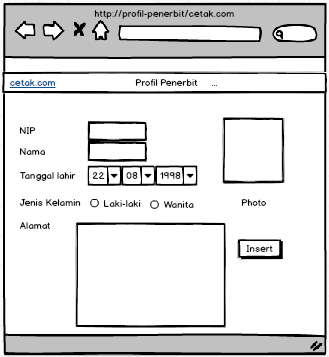 http://profil-penerbit/cetak.com
cetak.com Profil Penerbit ...
NIP
Nama
Tanggal lahir 22 08 1998
Jenis Kelamin Laki-laki Wanita Photo
Alamat
Insert